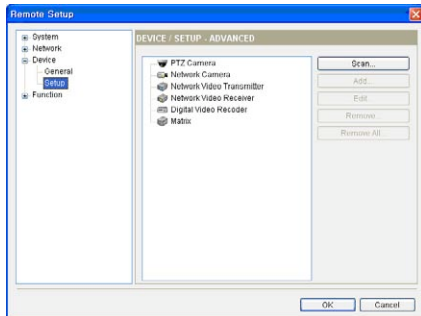 Remote Setup
System
Network
Device
General
Setup
Function
DEVICE / SETUP - ADVANCED
PTZ Camera
Network Camera
Network Video Transmitter
Network Video Receiver
Digital Video Recoder
Matrix
Scan...
Add...
Edit...
Remove...
Remove All
OK
Cancel